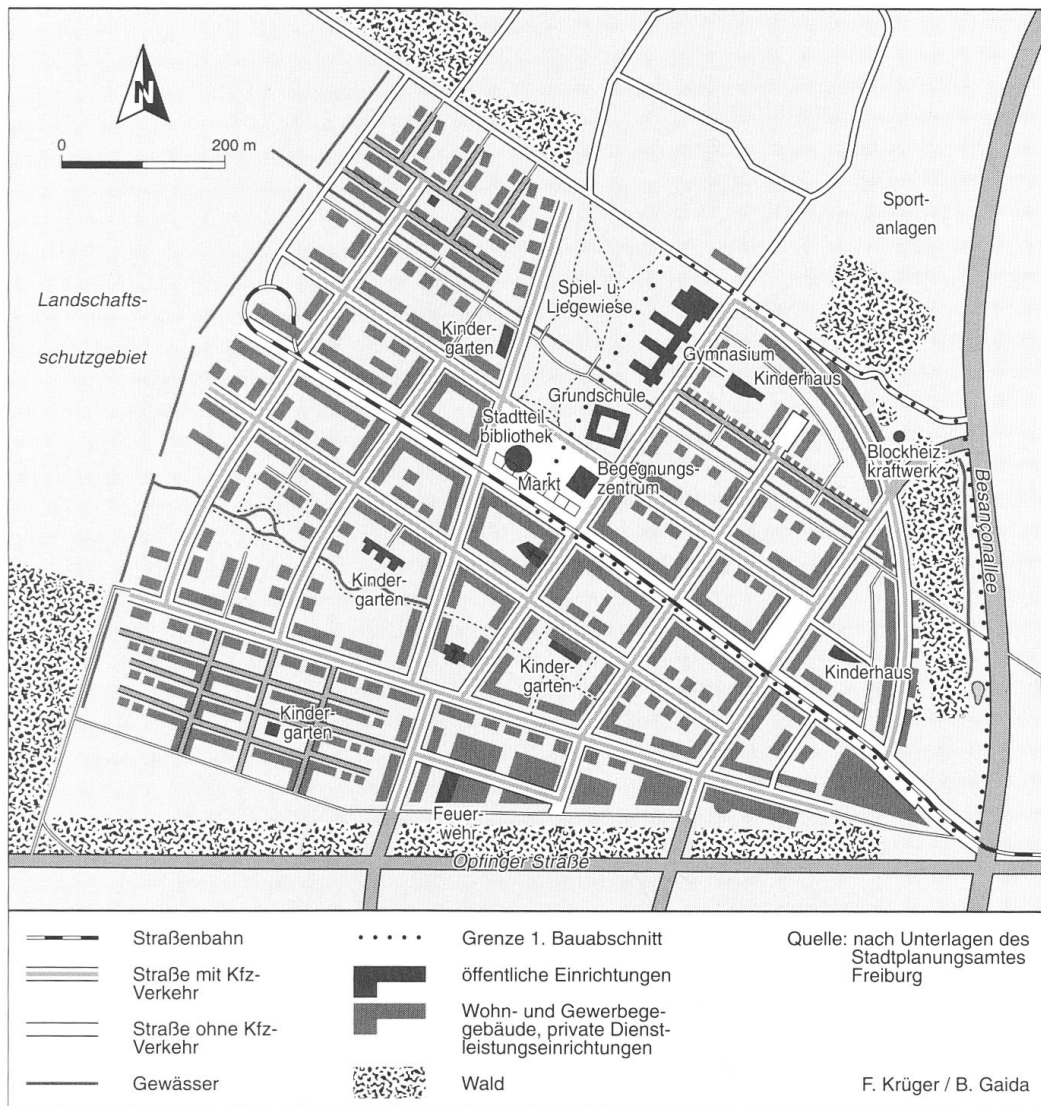 N
0 200 m
Sport-
anlagen
Landschafts-
schutzgebiet
Spiel- u.
Liegewiese
Kinder-
garten
Gymnasium
Kinderhaus
Grundschule
Stadtteil
bibliothek
Blockheiz-
kraftwerk
Begegnungs-
zentrum
Markt
Besanconallee
Kinder-
garten
Kinder-
garten
Kinderhaus
Kinder-
garten
Feuer-
wehr
Opfinger Straße
Straßenbahn
Straße mit Kfz-
Verkehr
Straße ohne Kfz-
Verkehr
Gewässer
Grenze 1. Bauabschnitt
öffentliche Einrichtungen
Wohn- und Gewerbege-
gebäude, private Dienst-
leistungseinrichtungen
Wald
Quelle: nach Unterlagen des
Stadtplanungsamtes
Freiburg
F. Krüger / B. Gaida